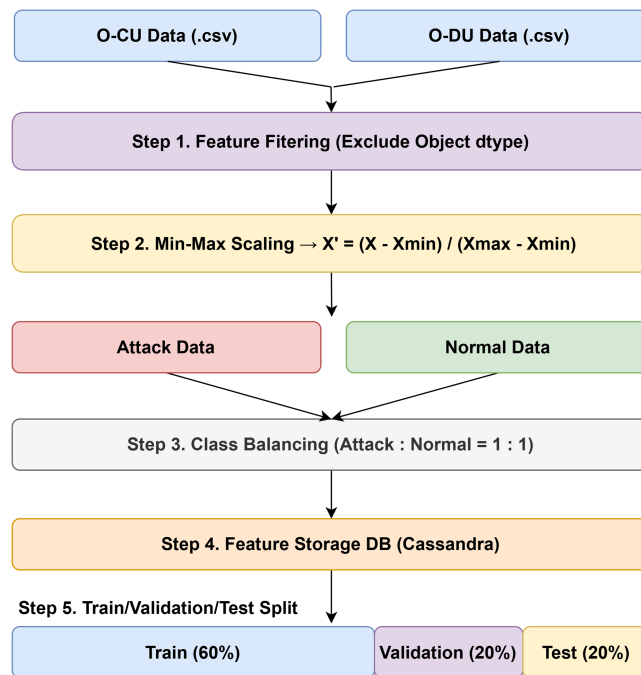 O-CU Data (.csv)
O-DU Data (.csv)
Step 1. Feature Fitering (Exclude Object dtype)
Step 2. Min-Max Scaling → X' = (X - Xmin) / (Xmax - Xmin)
Attack Data
Normal Data
Step 3. Class Balancing (Attack : Normal = 1 : 1)
Step 4. Feature Storage DB (Cassandra)
Step 5. Train/Validation/Test Split
Train (60%)
Validation (20%)
Test (20%)